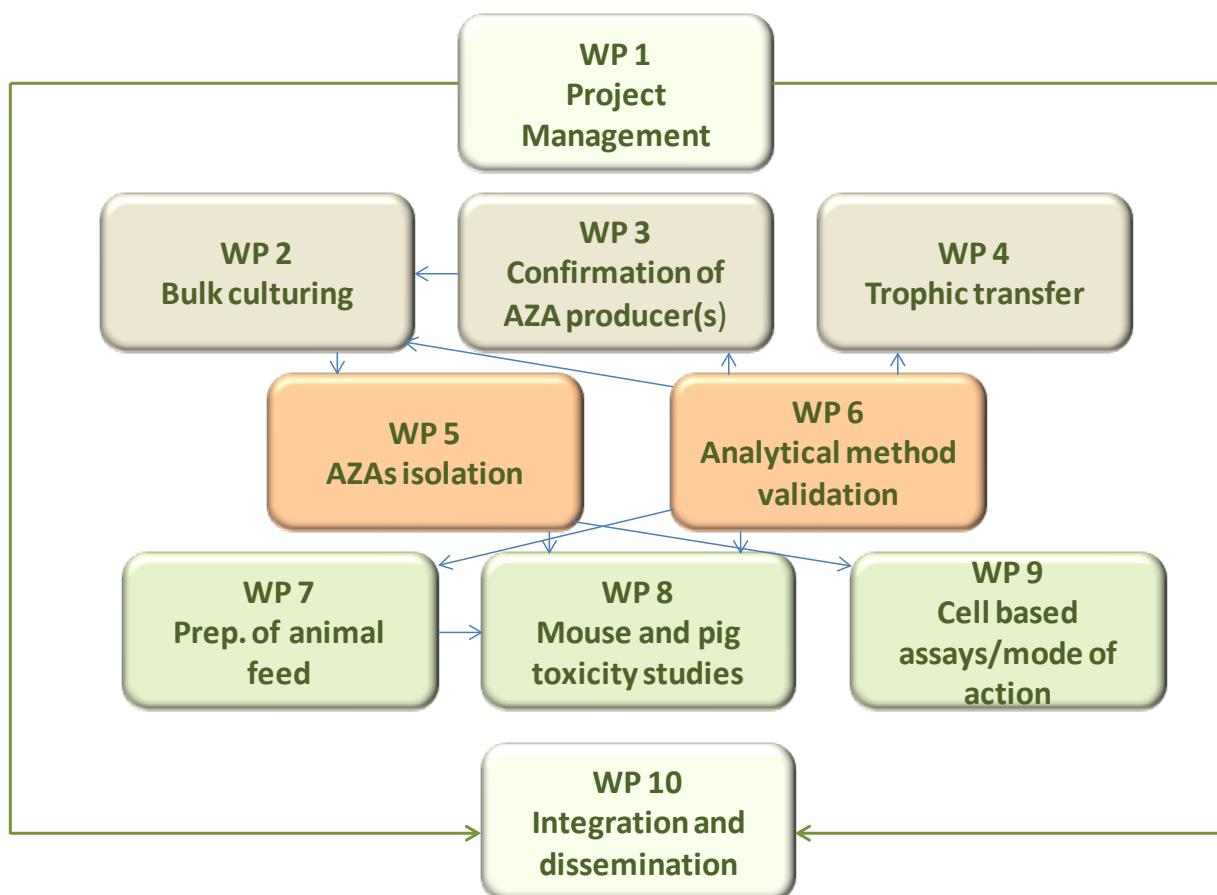 WP 1
Project
Management
WP 2
Bulk culturing
WP 3
Confirmation of
AZA producer(s)
WP 4
Trophic transfer
WP 5
AZAs isolation
WP 6
Analytical method
validation
WP 7
Prep. of animal
feed
WP 8
Mouse and pig
toxicity studies
WP 9
Cell based
assays/mode of
action
WP 10
Integration and
dissemination